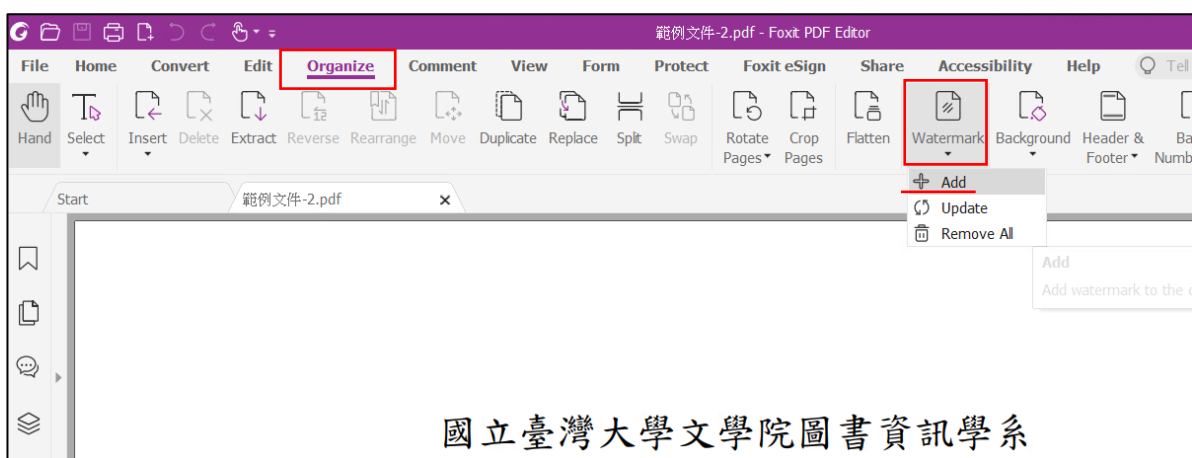 範例文件-2.pdf - Foxit PDF Editor
File Home Convert Edit Organize Comment View Form Protect Foxit eSign Share Accessibility Help Tell
Hand Select Insert Delete Extract Reverse Rearrange Move Duplicate Replace Split Swap Rotate Pages Crop Pages Flatten Watermark Background Header & Footer
Start 範例文件-2.pdf
Add
Update
Remove All
Add
Add watermark to the
國立臺灣大學文學院圖書資訊學系